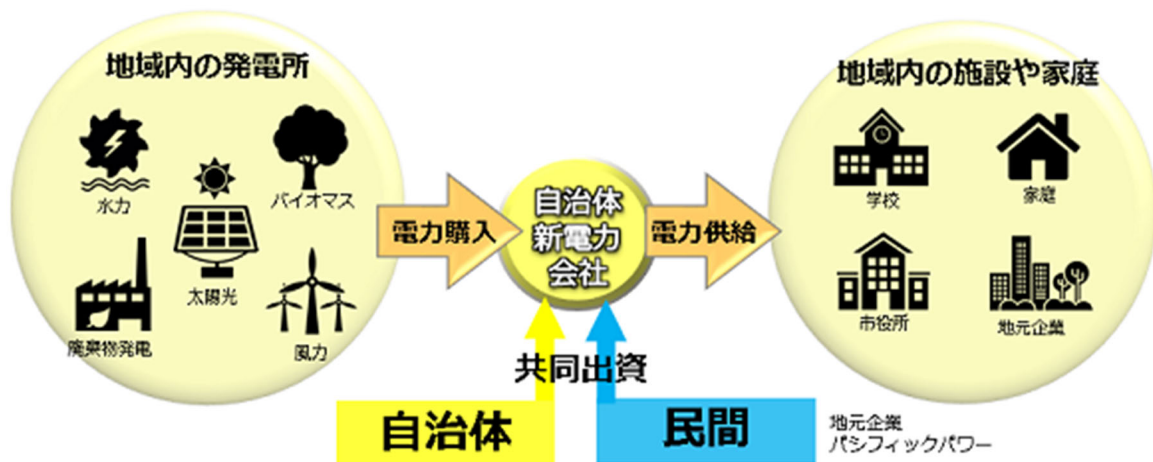 地域内の発電所
水力
バイオマス
太陽光
廃棄物発電
風力
電力購入
自治体
新電力
会社
電力供給
地域内の施設や家庭
学校
家庭
市役所
地元企業
共同出資
自治体
民間
地元企業
パシフィックパワー